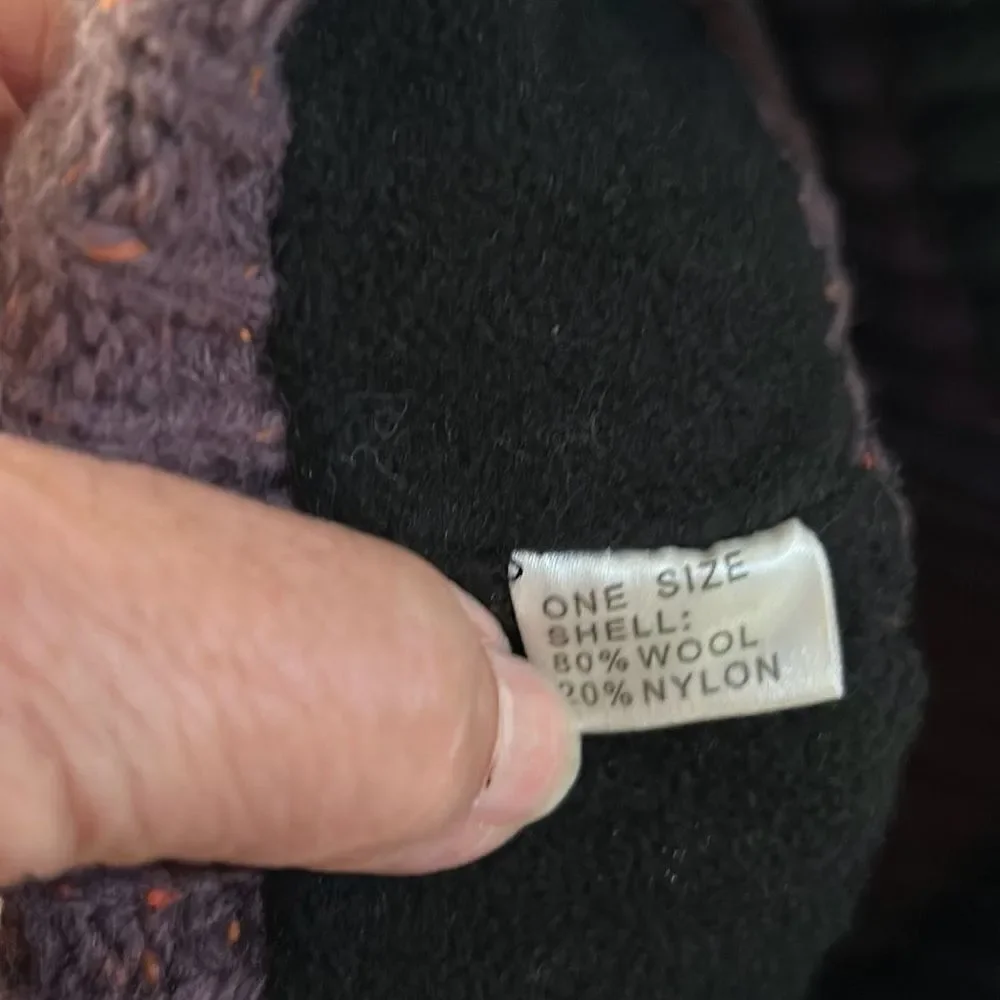 ONE SIZE
SHELL:
80% WOOL
20% NYLON